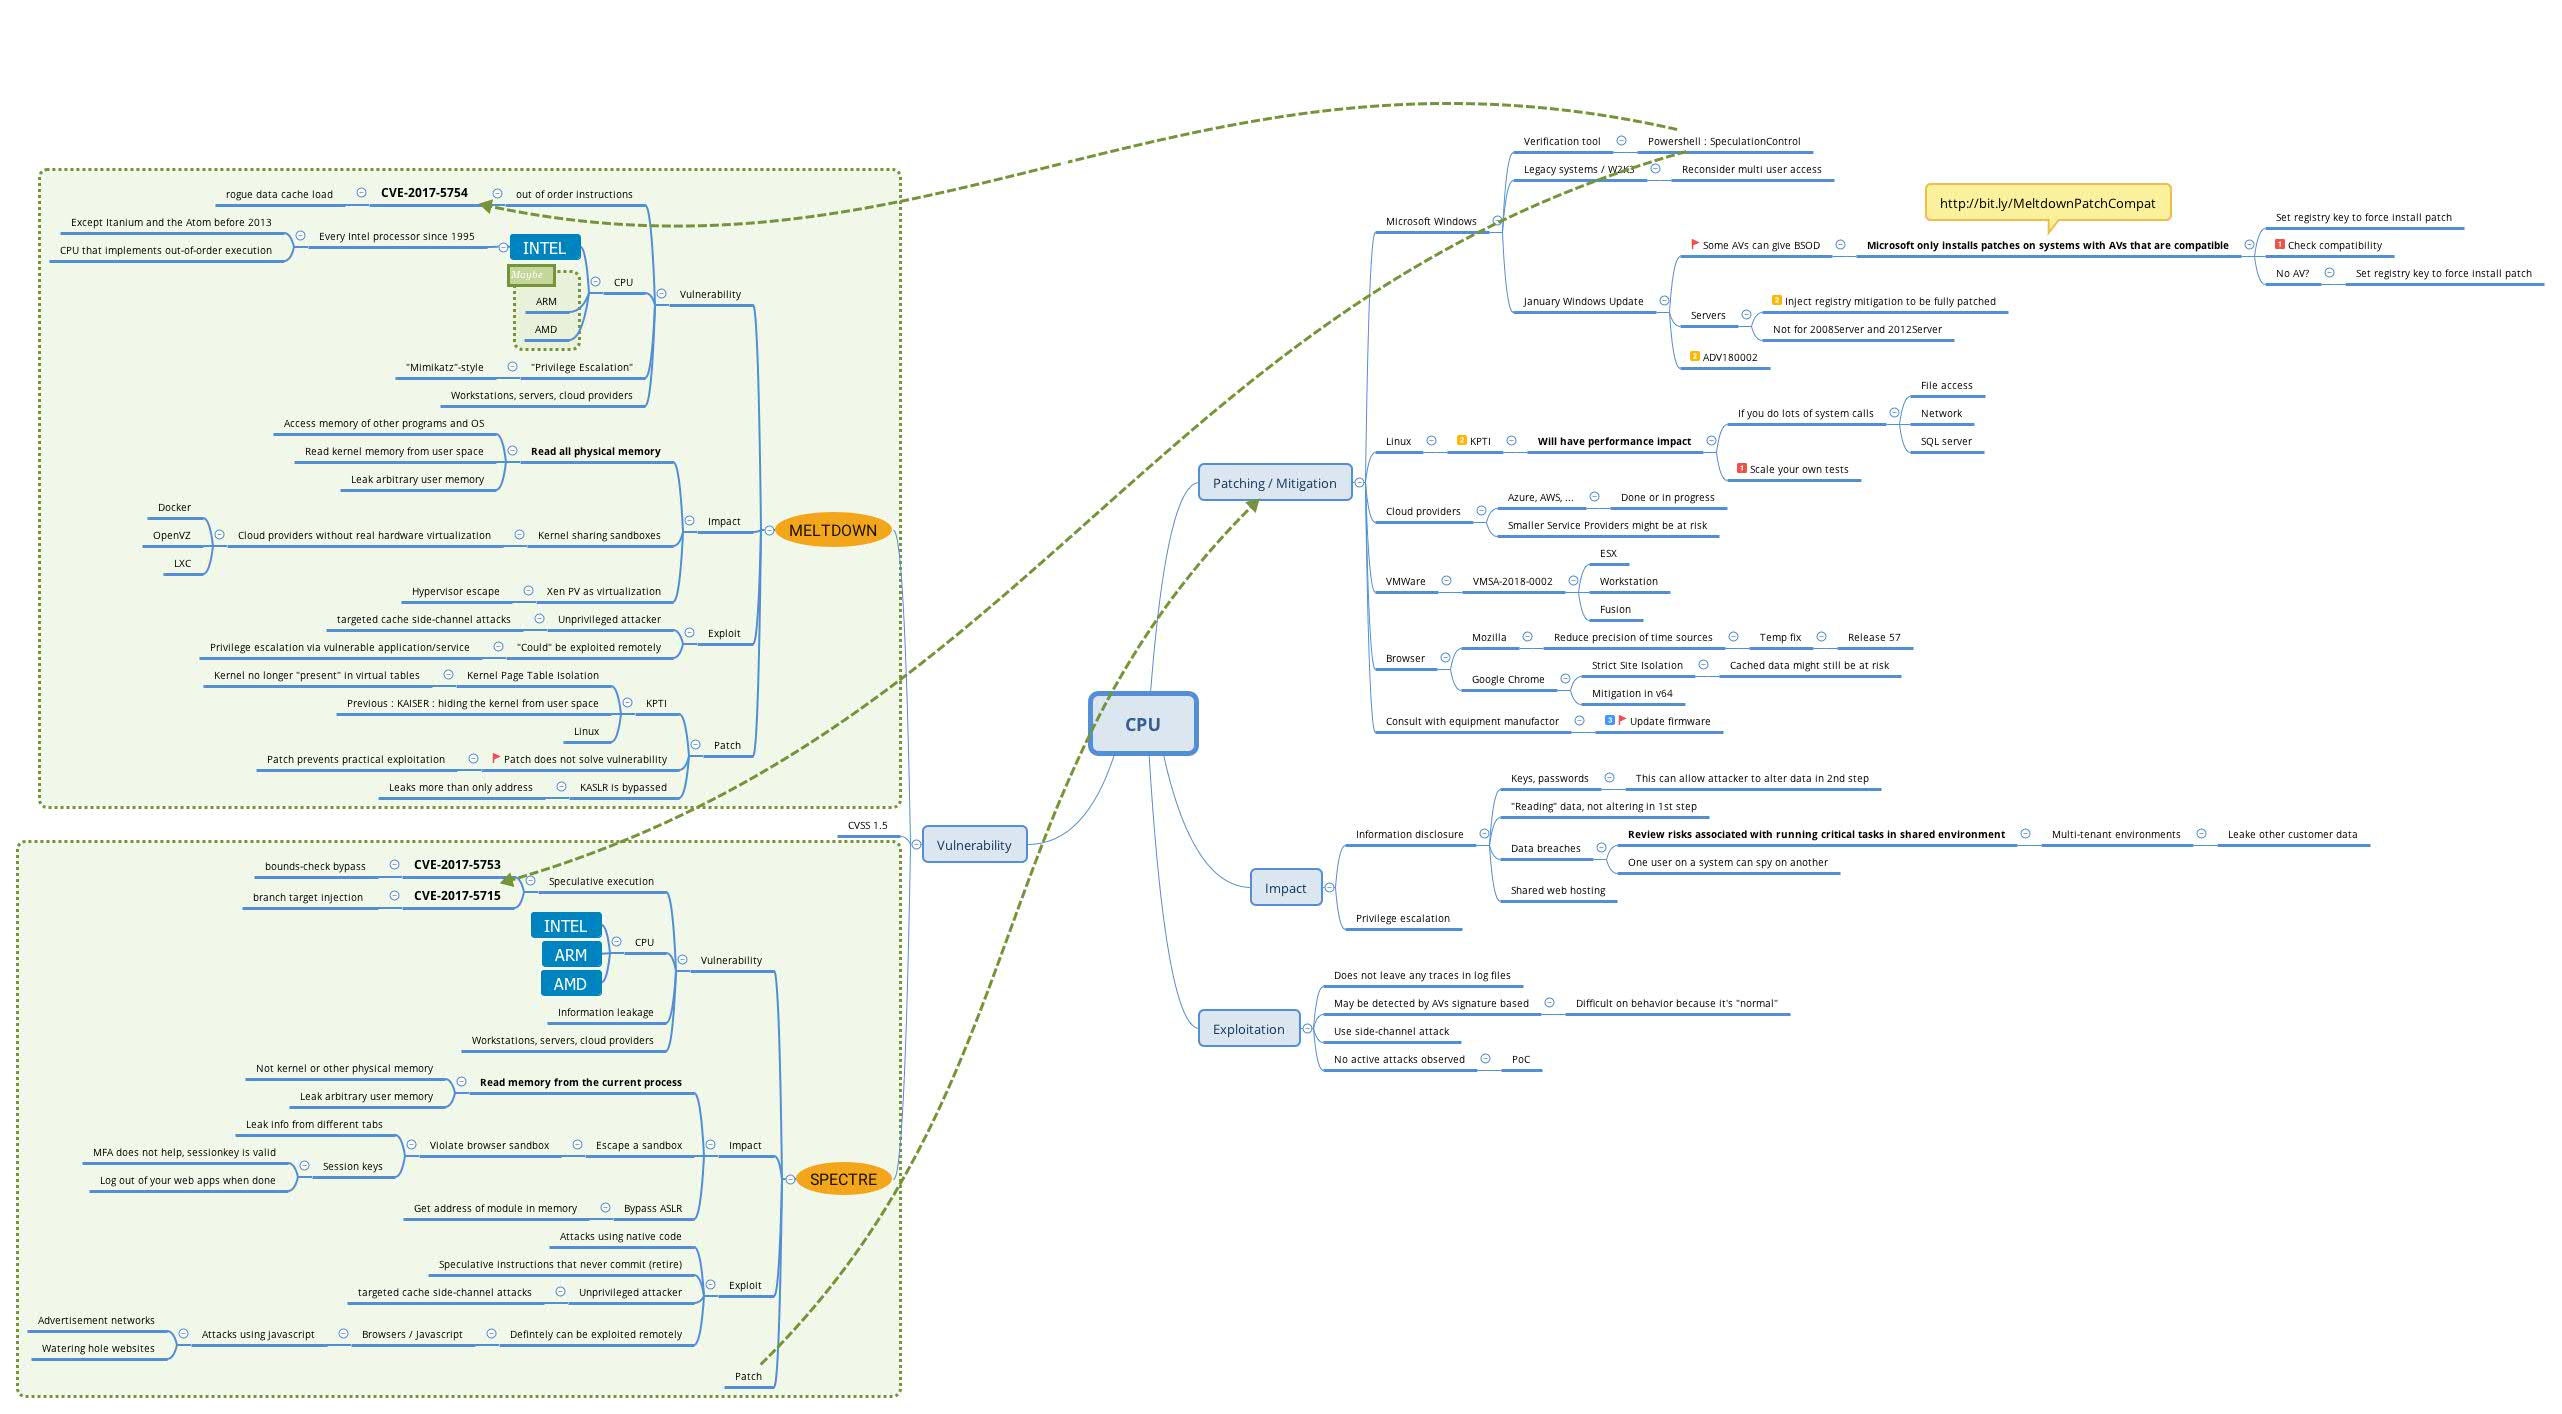 CPU
Patching / Mitigation
Microsoft Windows
Verification tool
Powershell : SpeculationControl
Legacy systems / W2K3
Reconsider multi user access
January Windows Update
Some AVs can give BSOD
http://bit.ly/MeltdownPatchCompat
Microsoft only installs patches on systems with AVs that are compatible
Set registry key to force install patch
1 Check compatibility
No AV?
Set registry key to force install patch
Servers
2 Inject registry mitigation to be fully patched
Not for 2008Server and 2012Server
2 ADV180002
Linux
2 KPTI
Will have performance impact
If you do lots of system calls
File access
Network
SQL server
1 Scale your own tests
Cloud providers
Azure, AWS, ...
Done or in progress
Smaller Service Providers might be at risk
VMWare
VMSA-2018-0002
ESX
Workstation
Fusion
Browser
Mozilla
Reduce precision of time sources
Temp fix
Release 57
Google Chrome
Strict Site Isolation
Cached data might still be at risk
Mitigation in v64
Consult with equipment manufactor
3 Update firmware
Impact
Information disclosure
Keys, passwords
This can allow attacker to alter data in 2nd step
"Reading" data, not altering in 1st step
Data breaches
Review risks associated with running critical tasks in shared environment
Multi-tenant environments
Leake other customer data
One user on a system can spy on another
Shared web hosting
Privilege escalation
Exploitation
Does not leave any traces in log files
May be detected by AVs signature based
Difficult on behavior because it's "normal"
Use side-channel attack
No active attacks observed
PoC
Vulnerability
MELTDOWN
Vulnerability
out of order instructions
CVE-2017-5754
rogue data cache load
CPU
INTEL
Every Intel processor since 1995
Except Itanium and the Atom before 2013
CPU that implements out-of-order execution
Maybe
ARM
AMD
"Privilege Escalation"
"Mimikatz"-style
Workstations, servers, cloud providers
Impact
Read all physical memory
Access memory of other programs and OS
Read kernel memory from user space
Leak arbitrary user memory
Kernel sharing sandboxes
Cloud providers without real hardware virtualization
Docker
OpenVZ
LXC
Xen PV as virtualization
Hypervisor escape
Exploit
Unprivileged attacker
targeted cache side-channel attacks
"Could" be exploited remotely
Privilege escalation via vulnerable application/service
Patch
KPTI
Kernel Page Table Isolation
Kernel no longer "present" in virtual tables
Previous : KAISER : hiding the kernel from user space
Linux
Patch does not solve vulnerability
Patch prevents practical exploitation
KASLR is bypassed
Leaks more than only address
CVSS 1.5
SPECTRE
Vulnerability
Speculative execution
CVE-2017-5753
bounds-check bypass
CVE-2017-5715
branch target injection
CPU
INTEL
ARM
AMD
Information leakage
Workstations, servers, cloud providers
Impact
Read memory from the current process
Not kernel or other physical memory
Leak arbitrary user memory
Escape a sandbox
Violate browser sandbox
Leak info from different tabs
Session keys
MFA does not help, sessionkey is valid
Log out of your web apps when done
Bypass ASLR
Get address of module in memory
Exploit
Attacks using native code
Speculative instructions that never commit (retire)
Unprivileged attacker
targeted cache side-channel attacks
Defintely can be exploited remotely
Browsers / Javascript
Attacks using javascript
Advertisement networks
Watering hole websites
Patch